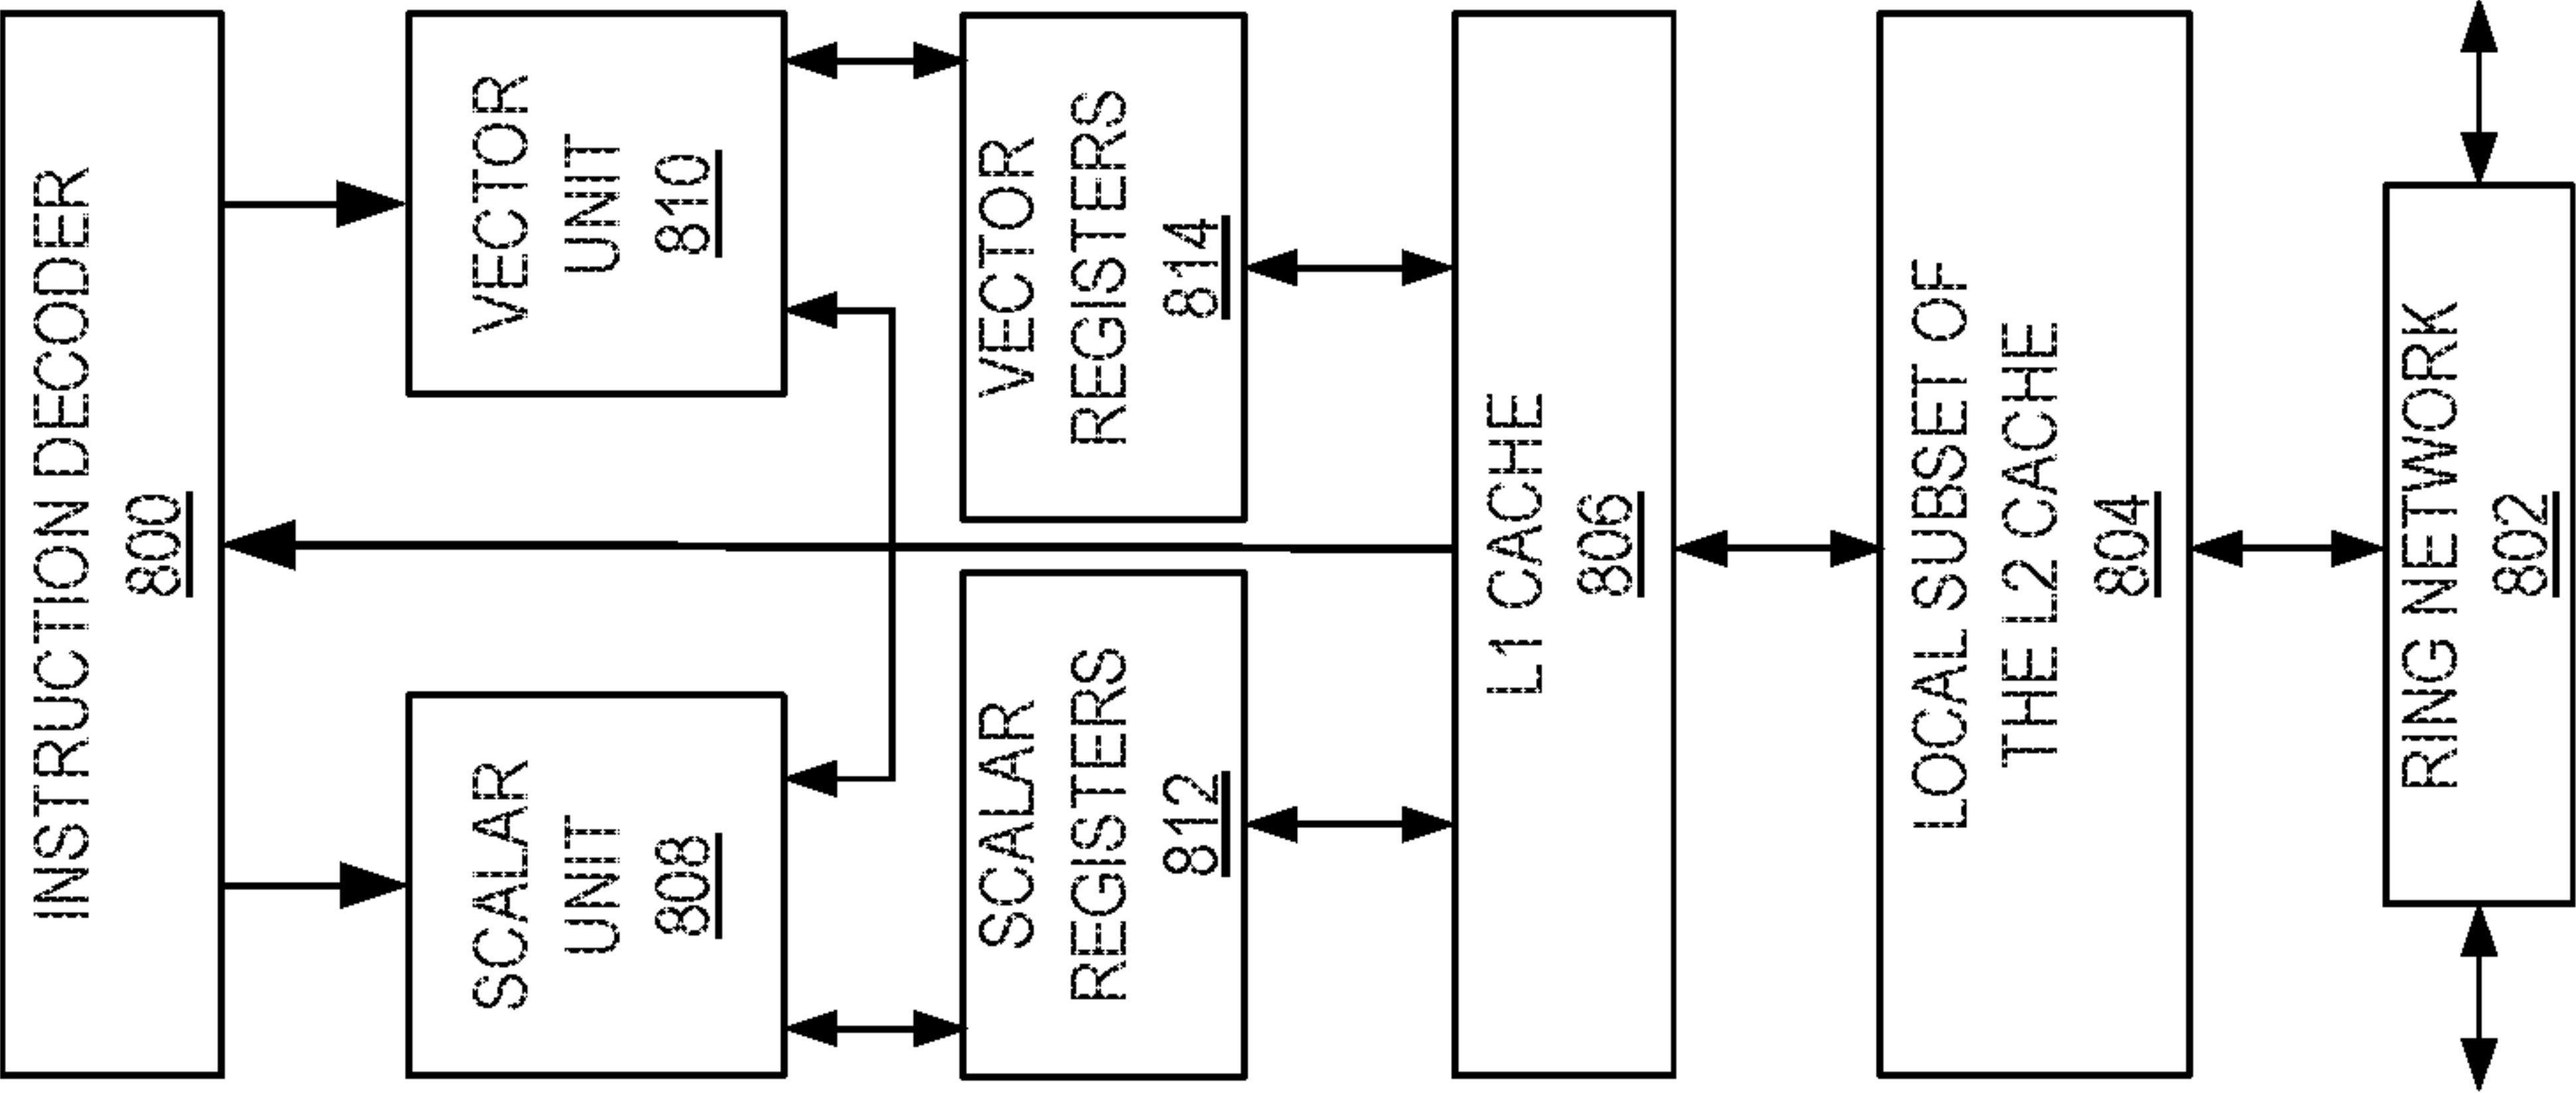 INSTRUCTION DECODER
800
SCALAR
UNIT
808
VECTOR
UNIT
810
SCALAR
REGISTERS
812
VECTOR
REGISTERS
814
L1 CACHE
806
LOCAL SUBSET OF
THE L2 CACHE
804
RING NETWORK
802